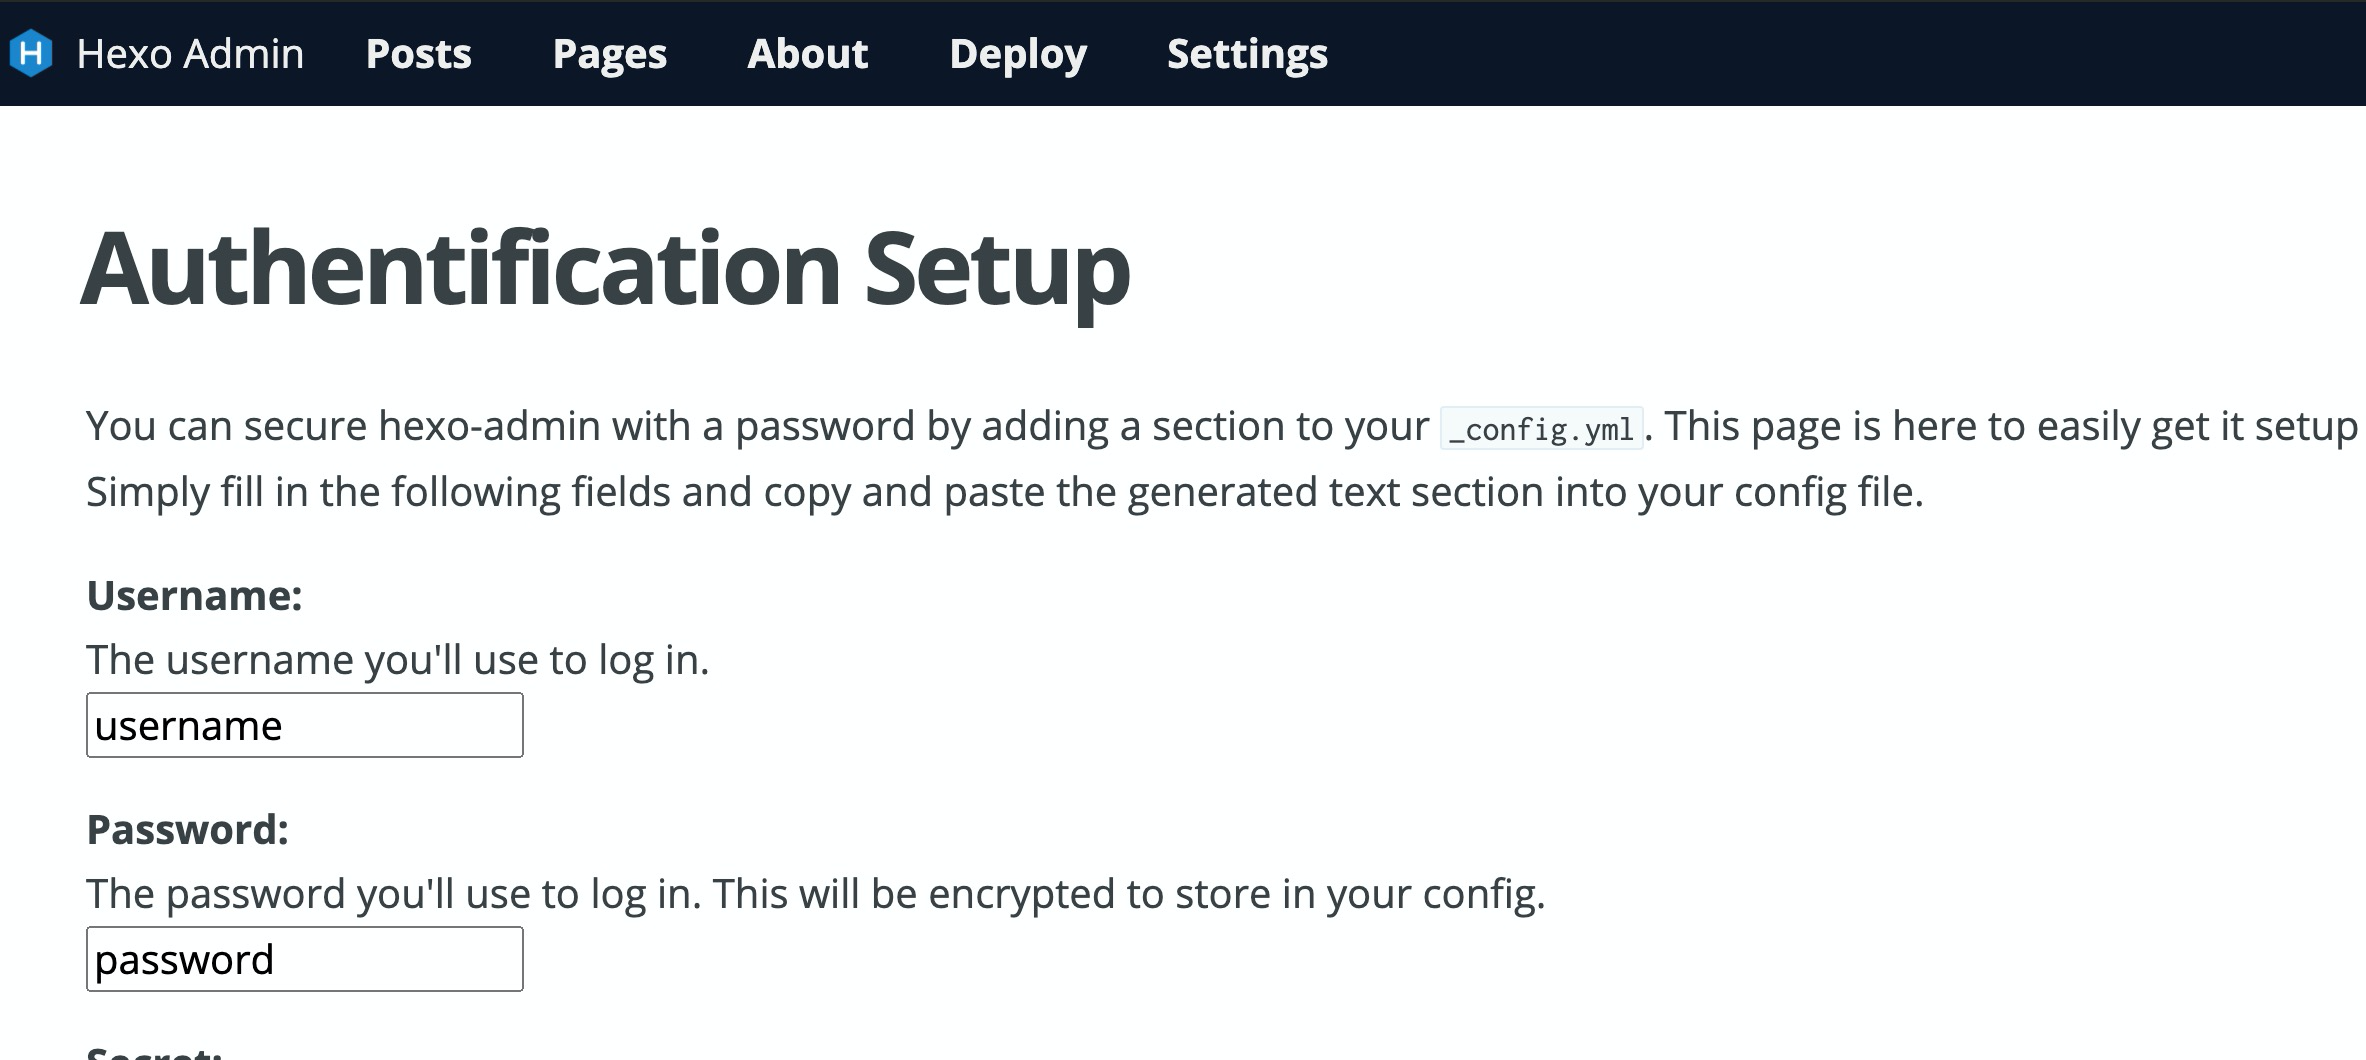 H Hexo Admin Posts Pages About Deploy Settings
Authentification Setup
You can secure hexo-admin with a password by adding a section to your _config.yml. This page is here to easily get it setup
Simply fill in the following fields and copy and paste the generated text section into your config file.
Username:
The username you'll use to log in.
username
Password:
The password you'll use to log in. This will be encrypted to store in your config.
password
Secret: